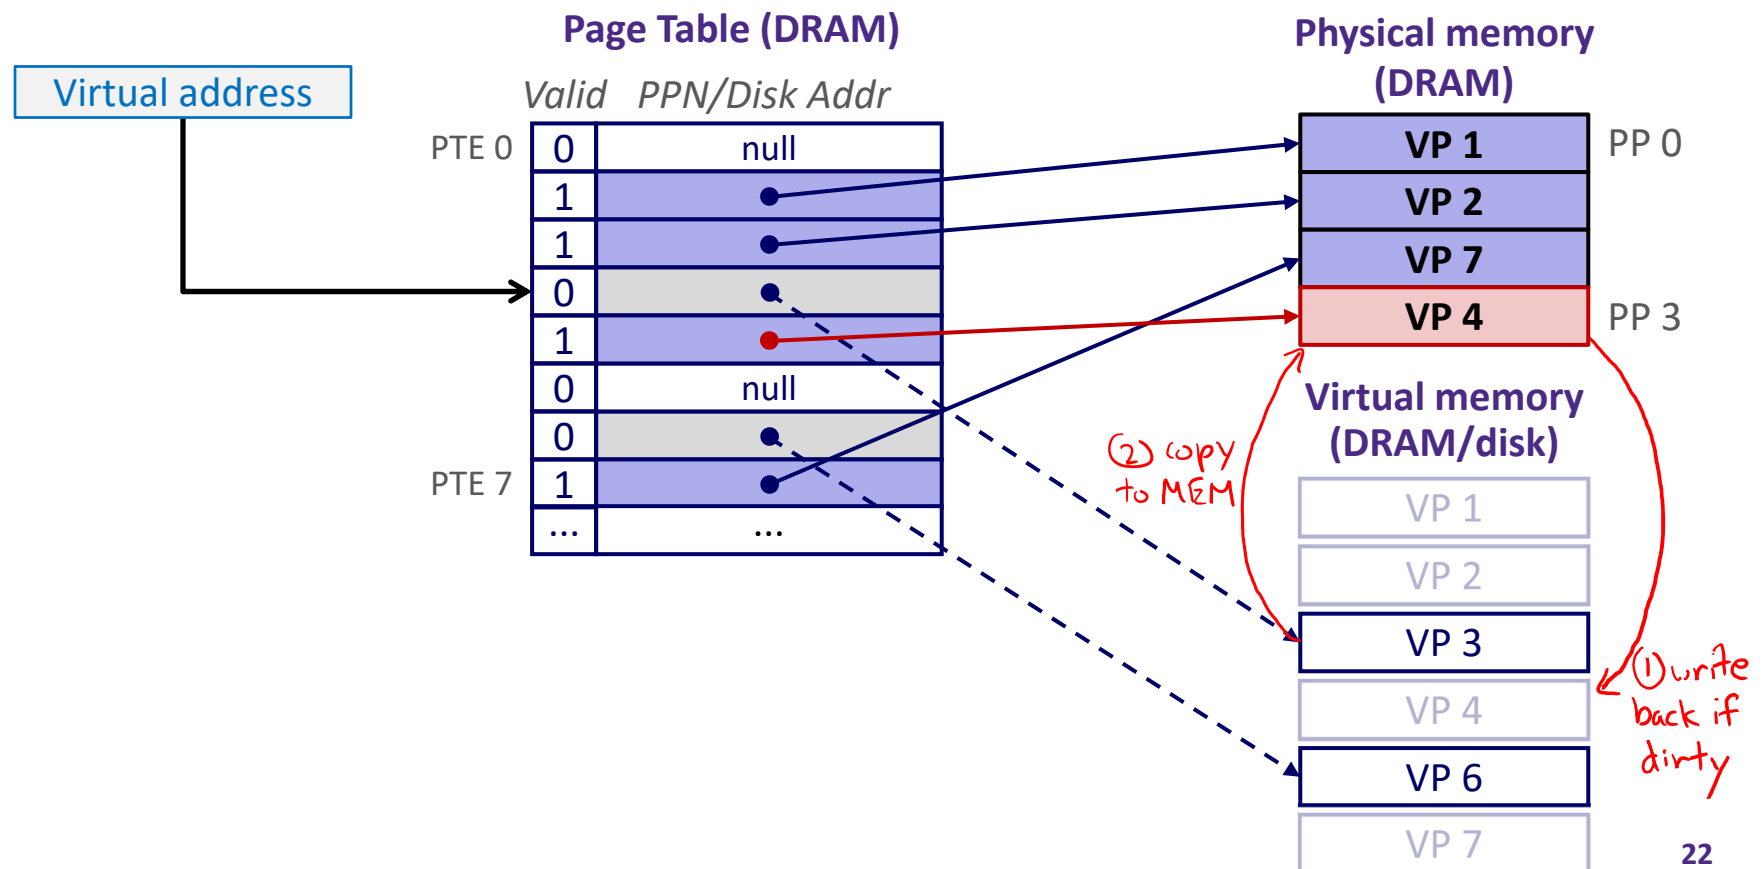 Page Table (DRAM)
Physical memory
(DRAM)
Virtual address
Valid PPN/Disk Addr
PTE 0 0 null
1
1
0
1
0 null
0
PTE 7 1
... ...
VP 1 PP 0
VP 2
VP 7
VP 4 PP 3
Virtual memory
(DRAM/disk)
② copy
to MEM
VP 1
VP 2
VP 3
VP 4
VP 6
VP 7
① write
back if
dirty
22